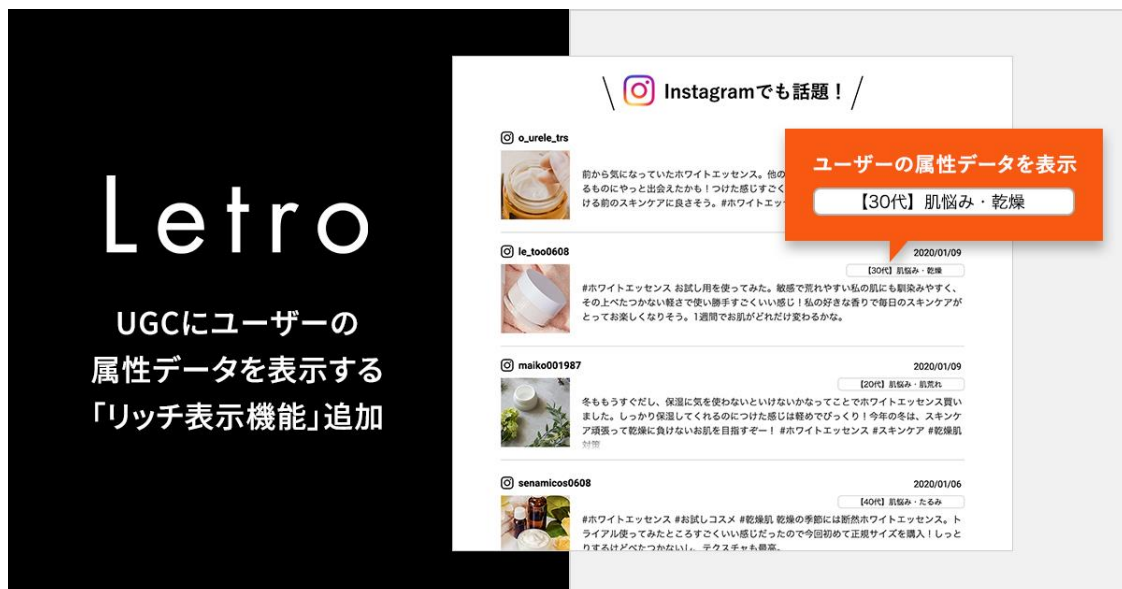 Letro
UGCにユーザーの
属性データを表示する
「リッチ表示機能」追加
Instagramでも話題！
o_urele_trs
前から気になっていたホワイトエッセンス。他の
るものにやっと出会えたかも！つけた感じすごく
ける前のスキンケアに良さそう。#ホワイトエッ
ユーザーの属性データを表示
【30代】肌悩み・乾燥
le_too0608
2020/01/09
【30代】肌悩み・乾燥
#ホワイトエッセンス お試し用を使ってみた。敏感で荒れやすい私の肌にも馴染みやすく、
その上べたつかない軽さで使い勝手すごくいい感じ！私の好きな香りで毎日のスキンケアが
とってお楽しくなりそう。1週間でお肌がどれだけ変わるかな。
maiko001987
2020/01/09
【20代】肌悩み・肌荒れ
冬ももうすぐだし、保湿に気を使わないといけないかなってことでホワイトエッセンス買い
ました。しっかり保湿してくれるのにつけた感じは軽めでびっくり！今年の冬は、スキンケ
ア頑張って乾燥に負けないお肌を目指すぞー！ #ホワイトエッセンス #スキンケア #乾燥肌
対策
senamicos0608
2020/01/06
【40代】肌悩み・たるみ
#ホワイトエッセンス #お試しコスメ #乾燥肌 乾燥の季節には断然ホワイトエッセンス。ト
ライアル使ってみたところすごくいい感じだったので今回初めて正規サイズを購入！しっと
りするけどべたつかないし、テクスチャも最高。